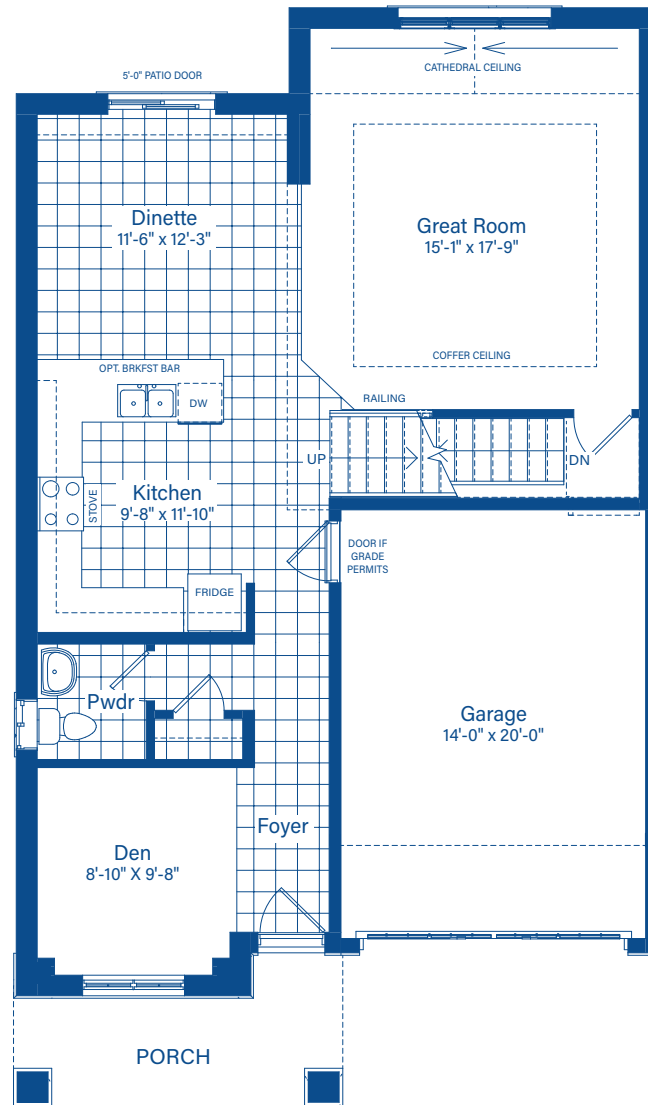 CATHEDRAL CEILING
5'-0" PATIO DOOR
Dinette
11'-6" x 12'-3"
Great Room
15'-1" x 17'-9"
COFFER CEILING
OPT. BRKFST BAR
DW
RAILING
UP
DN
STOVE
Kitchen
9'-8" x 11'-10"
DOOR IF
GRADE
PERMITS
FRIDGE
Pwdr
Garage
14'-0" x 20'-0"
Foyer
Den
8'-10" X 9'-8"
PORCH